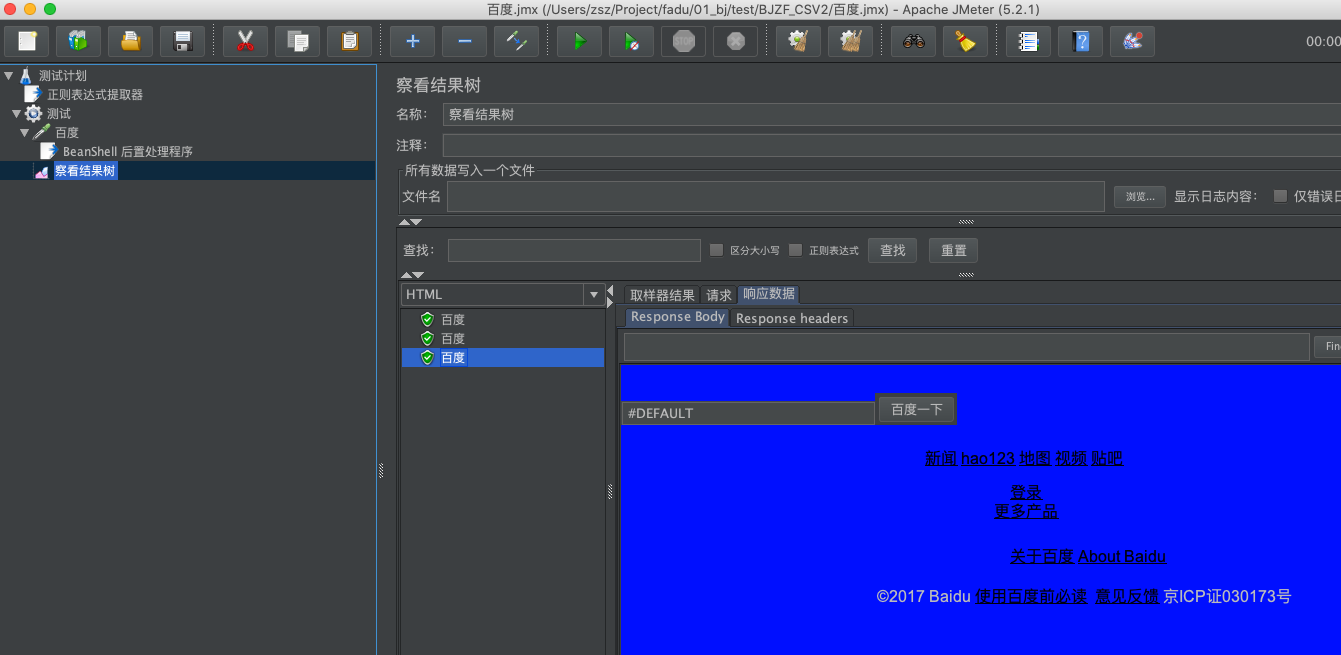 百度.jmx (/Users/zsz/Project/fadu/01_bj/test/BJZF_CSV2/百度.jmx) - Apache JMeter (5.2.1)
STOP
00:00
测试计划
正则表达式提取器
测试
百度
BeanShell 后置处理程序
察看结果树
察看结果树
名称: 察看结果树
注释:
所有数据写入一个文件
文件名 浏览... 显示日志内容: 仅错误日
查找: 区分大小写 正则表达式 查找 重置
HTML
百度
百度
百度
取样器结果 请求 响应数据
Response Body Response headers
Fin
#DEFAULT 百度一下
新闻 hao123 地图 视频 贴吧
登录
更多产品
关于百度 About Baidu
©2017 Baidu 使用百度前必读 意见反馈 京ICP证030173号